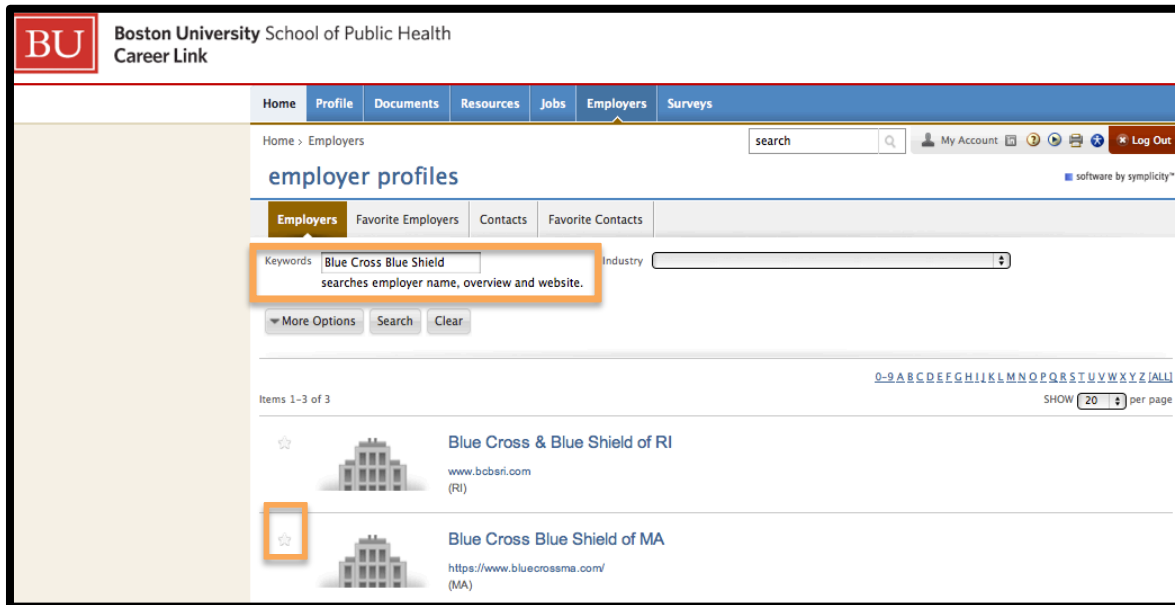 BU
Boston University School of Public Health
Career Link
Home Profile Documents Resources Jobs Employers Surveys
Home › Employers
search
My Account
Log Out
employer profiles
software by symplicity™
Employers Favorite Employers Contacts Favorite Contacts
Keywords Blue Cross Blue Shield Industry
searches employer name, overview and website.
More Options Search Clear
0-9 A B C D E F G H I J K L M N O P Q R S T U V W X Y Z [ALL]
Items 1-3 of 3
SHOW 20 per page
Blue Cross & Blue Shield of RI
www.bcbsri.com
(RI)
Blue Cross Blue Shield of MA
https://www.bluecrossma.com/
(MA)